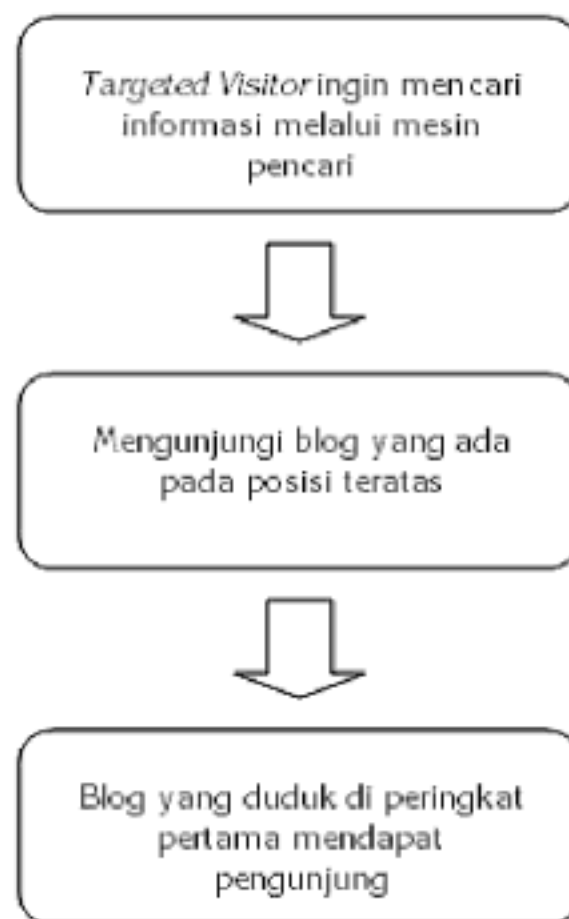 Targeted Visitor ingin mencari
informasi melalui mesin
pencari
Mengunjungi blog yang ada
pada posisi teratas
Blog yang duduk di peringkat
pertama mendapat
pengunjung